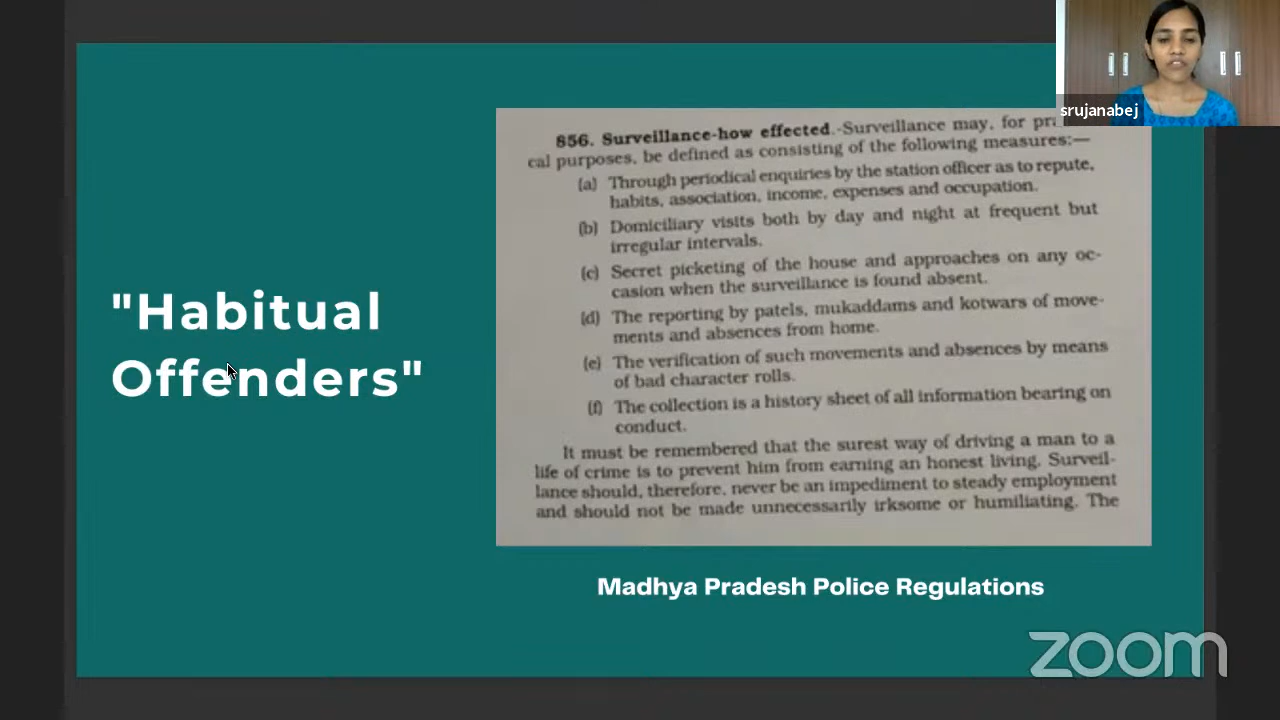 srujanabej
"Habitual
Offenders"
856. Surveillance-how effected.-Surveillance may, for
cal purposes, be defined as consisting of the following measures:—
(a) Through periodical enquiries by the station officer as to repute,
habits, association, income, expenses and occupation.
(b) Domiciliary visits both by day and night at frequent but
irregular intervals.
(c) Secret picketing of the house and approaches on any oc-
casion when the surveillance is found absent.
(d) The reporting by patels, mukaddams and kotwars of move-
ments and absences from home.
(e) The verification of such movements and absences by means
of bad character rolls.
(f) The collection is a history sheet of all information bearing on
conduct.
It must be remembered that the surest way of driving a man to a
life of crime is to prevent him from earning an honest living. Surveil-
lance should, therefore, never be an impediment to steady employment
and should not be made unnecessarily irksome or humiliating. The
Madhya Pradesh Police Regulations
zoom